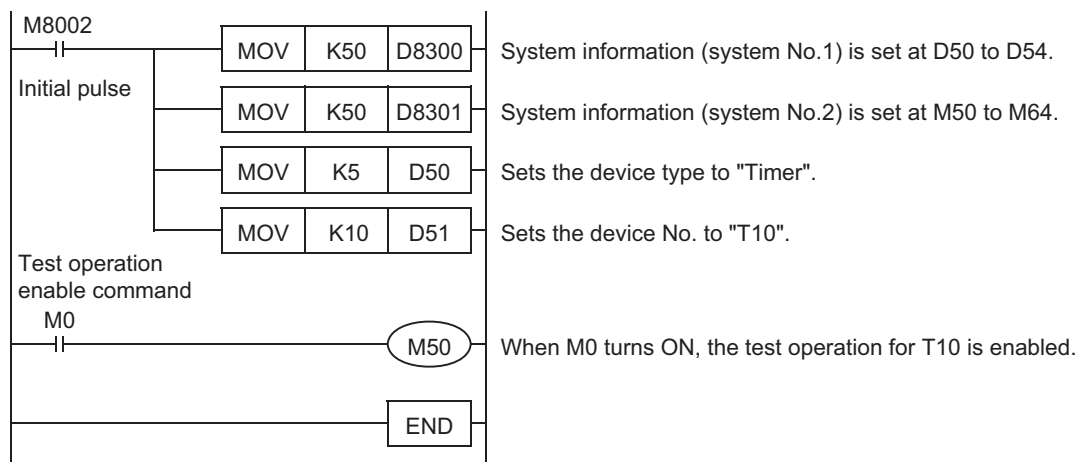 M8002
MOV K50 D8300 System information (system No.1) is set at D50 to D54.
Initial pulse
MOV K50 D8301 System information (system No.2) is set at M50 to M64.
MOV K5 D50 Sets the device type to "Timer".
MOV K10 D51 Sets the device No. to "T10".
Test operation
enable command
M0
M50 When M0 turns ON, the test operation for T10 is enabled.
END